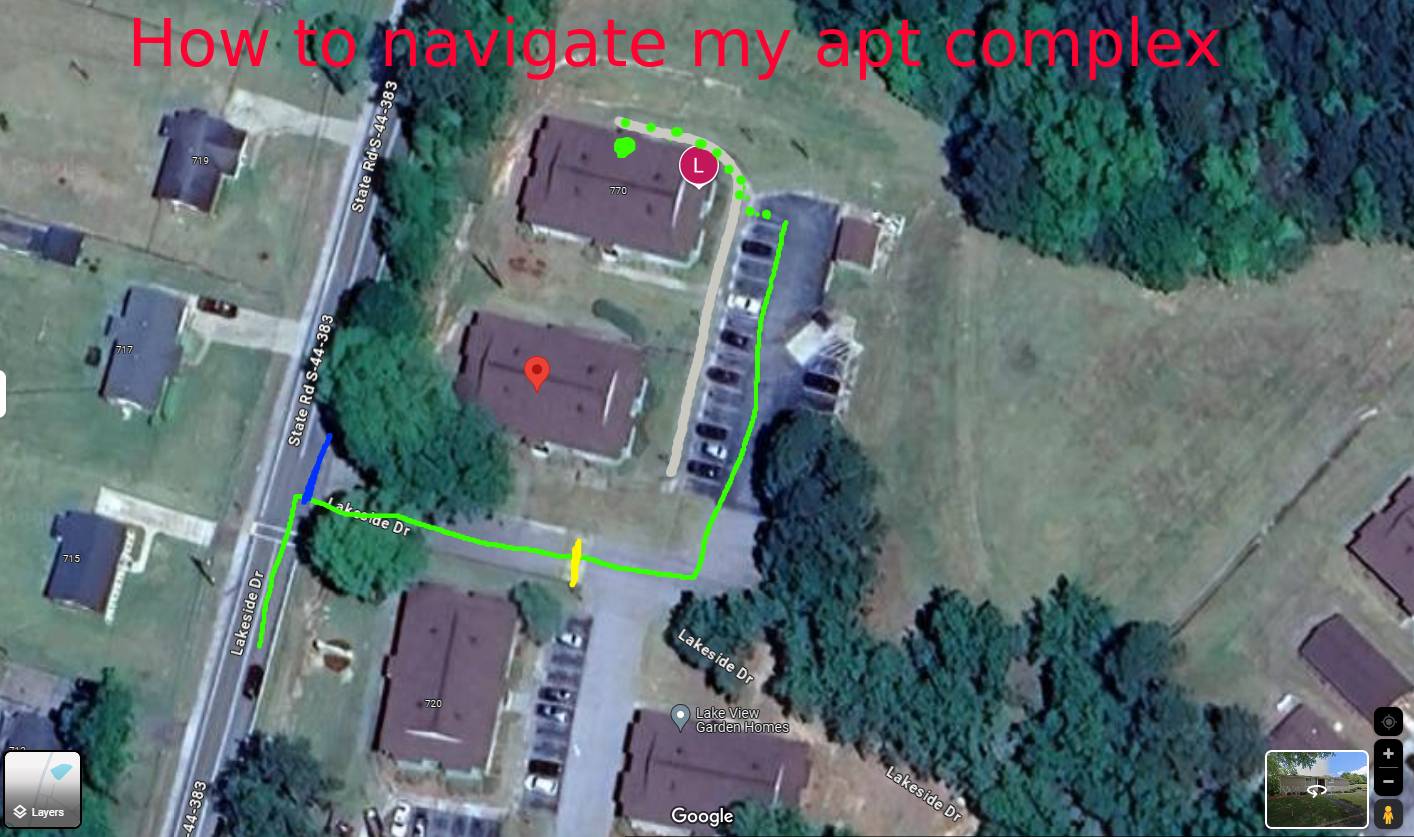 How to navigate my apt complex
State Rd S-44-383
719
L
770
State Rd S-44-383
717
Lakeside Dr
715
Lakeside Dr
Lakeside Dr
720
Lake View
Garden Homes
Lakeside Dr
-44-383
Layers
Google